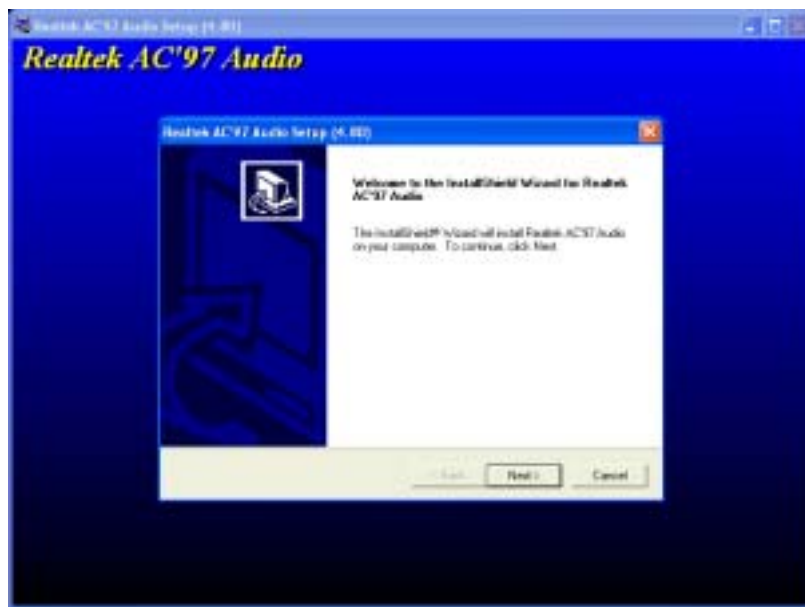 Realtek AC'97 Audio Setup (4.80)
Realtek AC'97 Audio
Realtek AC'97 Audio Setup (4.80)
Welcome to the InstallShield Wizard for Realtek
AC'97 Audio
The InstallShield® Wizard will install Realtek AC'97 Audio
on your computer. To continue, click Next.
< Back
Next >
Cancel